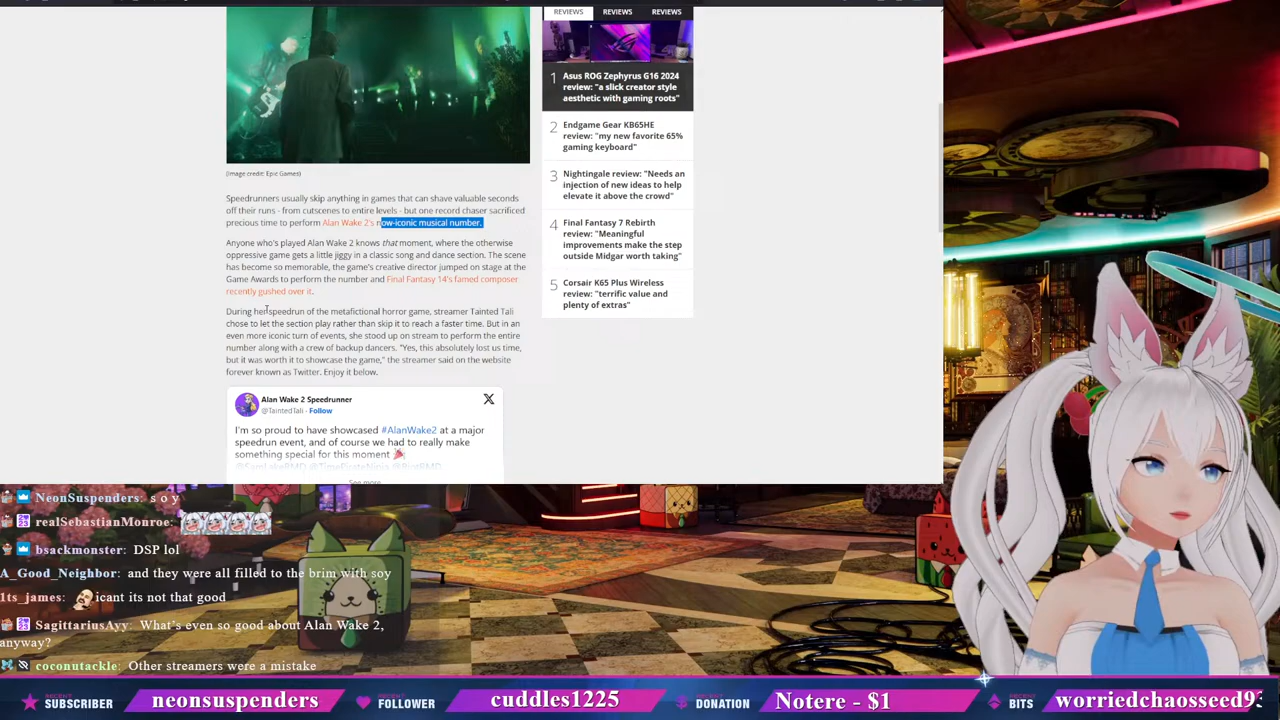 REVIEWS REVIEWS REVIEWS
1 Asus ROG Zephyrus G16 2024
review: "a slick creator style
aesthetic with gaming roots"
2 Endgame Gear KB65HE
review: "my new favorite 65%
gaming keyboard"
3 Nightingale review: "Needs an
injection of new ideas to help
elevate it above the crowd"
4 Final Fantasy 7 Rebirth
review: "Meaningful
improvements make the step
outside Midgar worth taking"
5 Corsair K65 Plus Wireless
review: "terrific value and
plenty of extras"
(Image credit: Epic Games)
Speedrunners usually skip anything in games that can shave valuable seconds
off their runs - from cutscenes to entire levels - but one record chaser sacrificed
precious time to perform Alan Wake 2's now-iconic musical number.
Anyone who's played Alan Wake 2 knows that moment, where the otherwise
oppressive game gets a little jiggy in a classic song and dance section. The scene
has become so memorable, the game's creative director jumped on stage at the
Game Awards to perform the number and Final Fantasy 14's famed composer
recently gushed over it.
During her speedrun of the metafictional horror game, streamer Tainted Tali
chose to let the section play rather than skip it to reach a faster time. But in an
even more iconic turn of events, she stood up on stream to perform the entire
number along with a crew of backup dancers. "Yes, this absolutely lost us time,
but it was worth it to showcase the game," the streamer said on the website
forever known as Twitter. Enjoy it below.
Alan Wake 2 Speedrunner
@TaintedTali · Follow
I'm so proud to have showcased #AlanWake2 at a major
speedrun event, and of course we had to really make
something special for this moment
@SamLakeRMD @TimePirateNinja @BiotRMD
See more
NeonSuspenders: s o y
realSebastianMonroe:
bsackmonster: DSP lol
A_Good_Neighbor: and they were all filled to the brim with soy
1ts_james: icant its not that good
SagittariusAyy: What's even so good about Alan Wake 2,
anyway?
coconutackle: Other streamers were a mistake
RECENT SUBSCRIBER neonsuspenders RECENT FOLLOWER cuddles1225 RECENT DONATION Notere - $1 RECENT BITS worriedchaosseed93